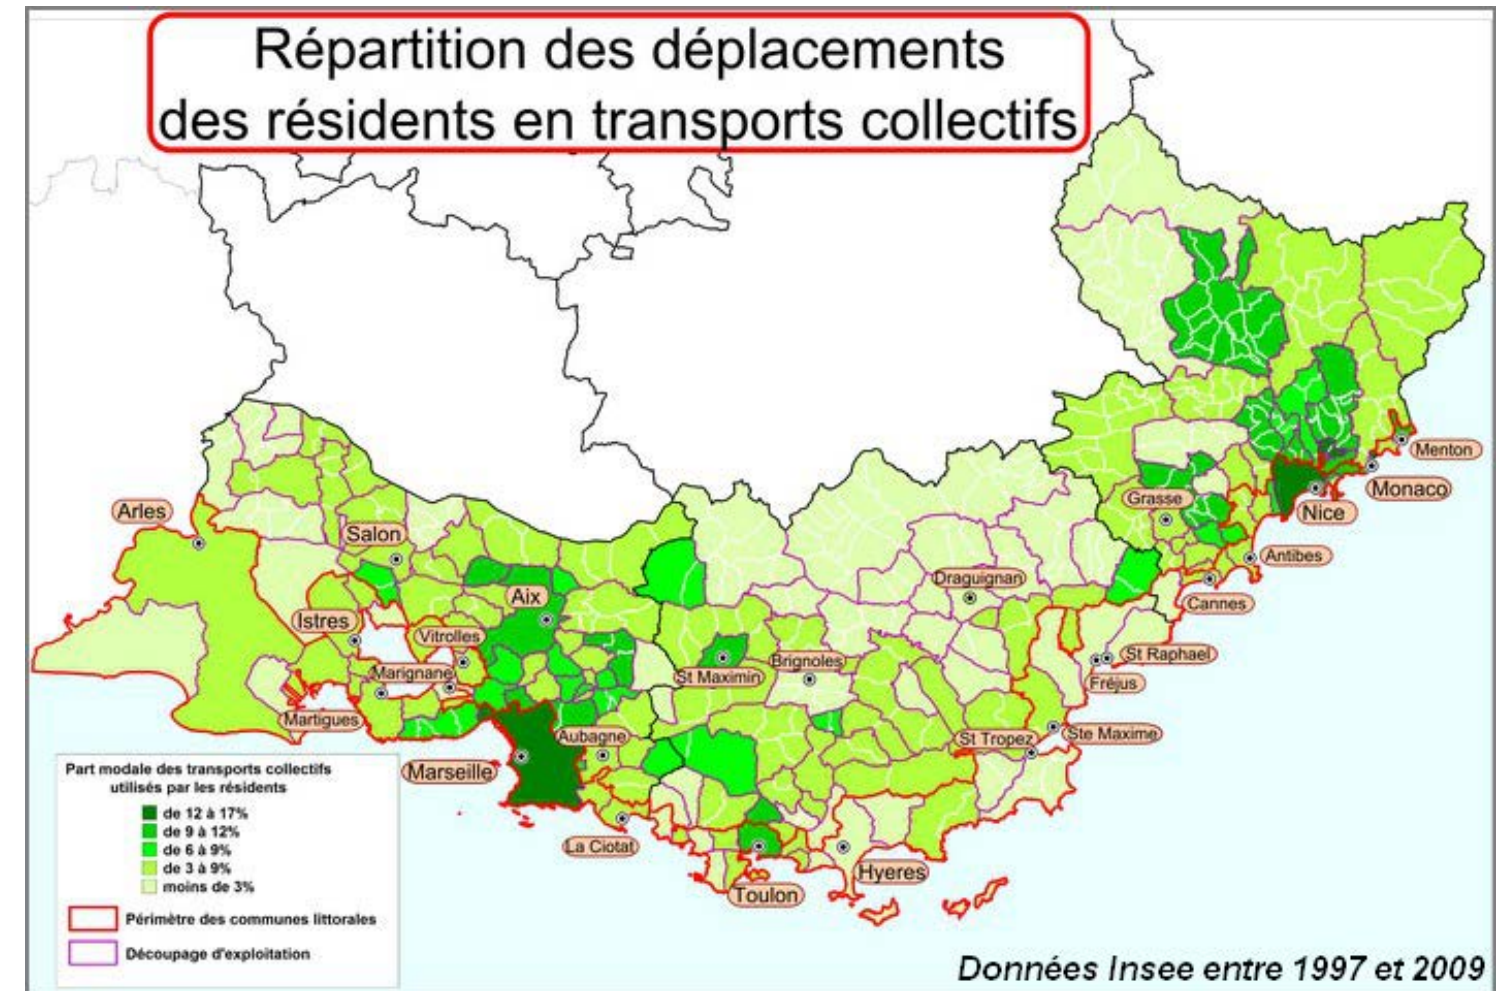 Répartition des déplacements
des résidents en transports collectifs
Menton
Monaco
Grasse
Nice
Arles
Salon
Antibes
Draguignan
Aix
Cannes
Istres
Vitrolles
St Raphael
Brignoles
Marignane
St Maximin
Fréjus
Martigues
Aubagne
St Tropez
Ste Maxime
Marseille
La Ciotat
Hyeres
Toulon
Part modale des transports collectifs
utilisés par les résidents
de 12 à 17%
de 9 à 12%
de 6 à 9%
de 3 à 9%
moins de 3%
Périmètre des communes littorales
Découpage d'exploitation
Données Insee entre 1997 et 2009